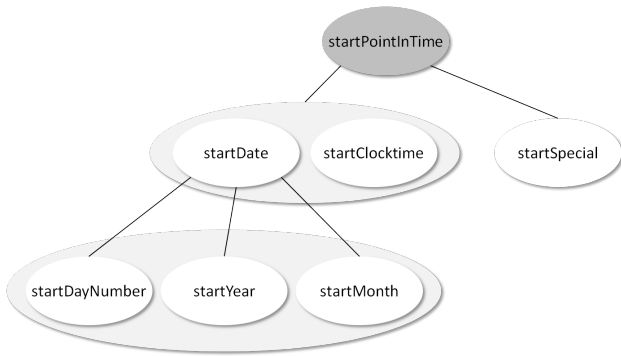 startPointInTime
startDate
startClocktime
startSpecial
startDayNumber
startYear
startMonth